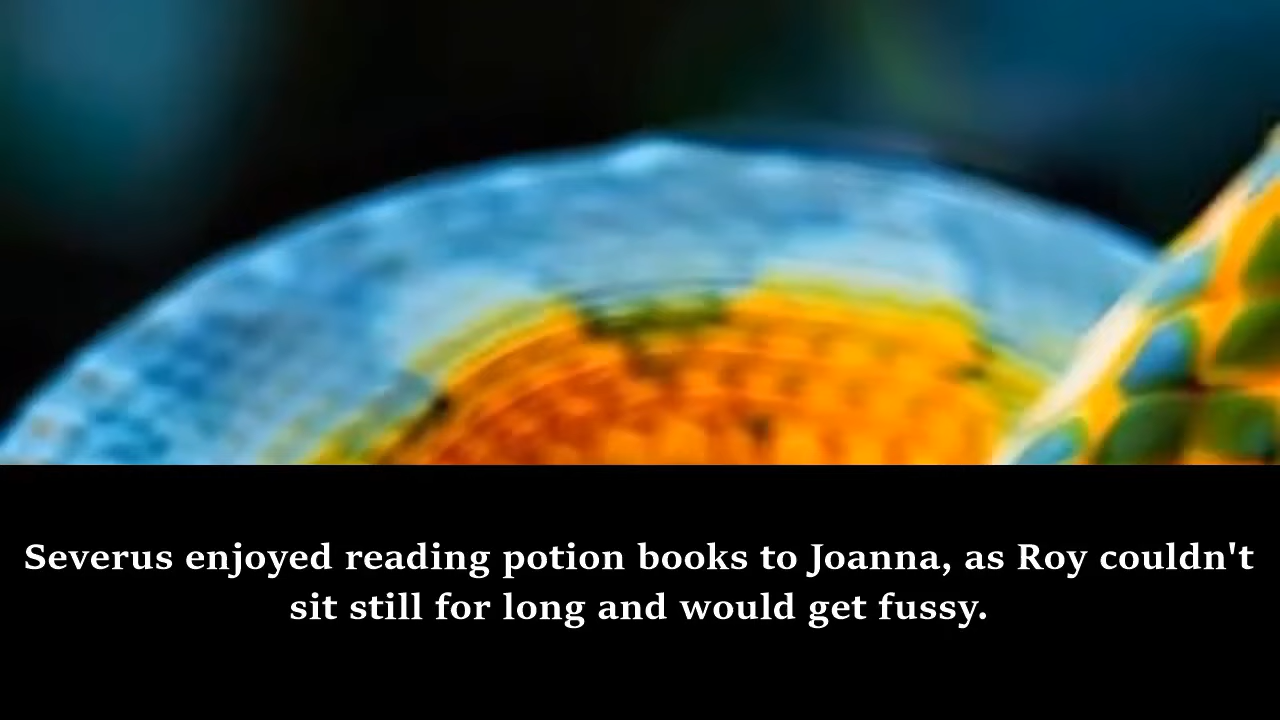 Severus enjoyed reading potion books to Joanna, as Roy couldn't
sit still for long and would get fussy.